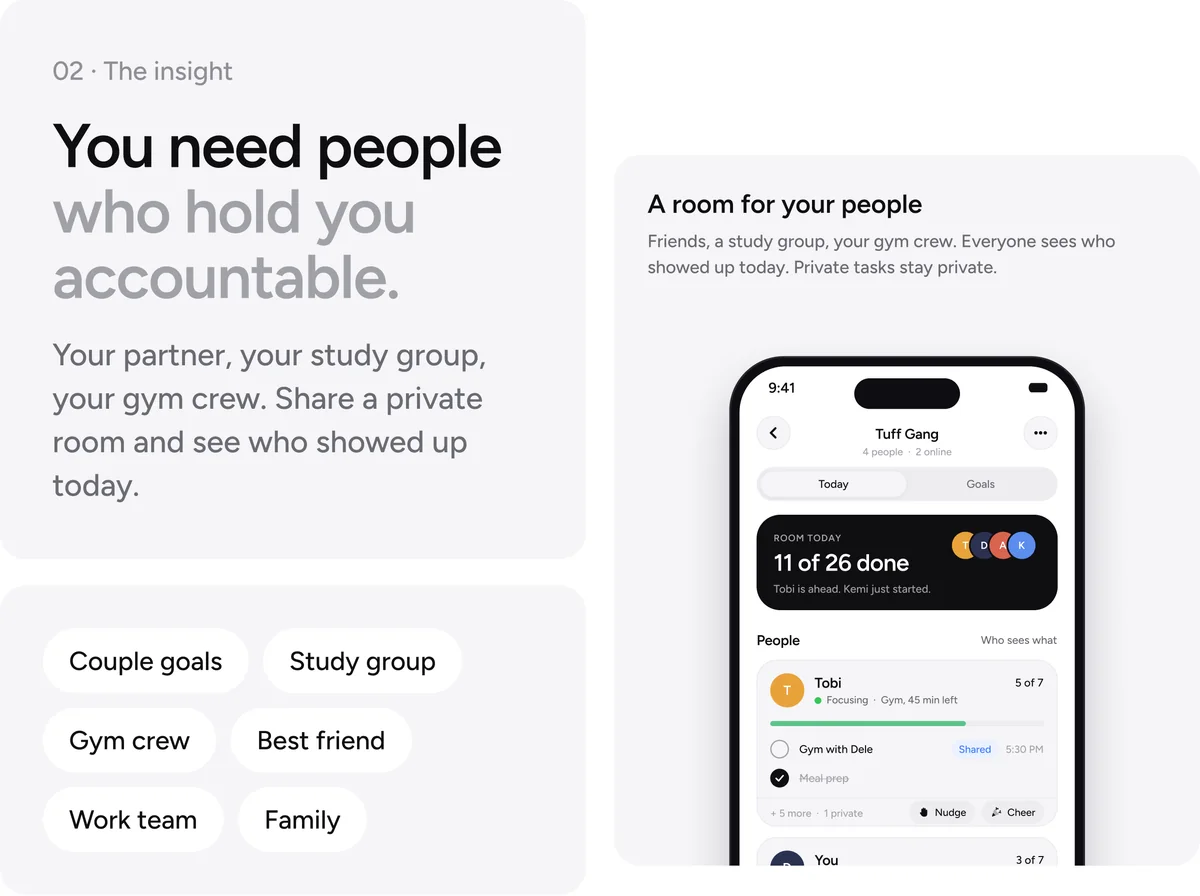 02 · The insight
You need people
who hold you
accountable.
Your partner, your study group,
your gym crew. Share a private
room and see who showed up
today.
Couple goals
Study group
Gym crew
Best friend
Work team
Family
A room for your people
Friends, a study group, your gym crew. Everyone sees who
showed up today. Private tasks stay private.
9:41
Tuff Gang
4 people · 2 online
Today
Goals
ROOM TODAY
T D A K
11 of 26 done
Tobi is ahead. Kemi just started.
People
Who sees what
T
Tobi
5 of 7
Focusing · Gym, 45 min left
Gym with Dele
Shared
5:30 PM
Meal prep
+ 5 more · 1 private
Nudge
Cheer
You
3 of 7